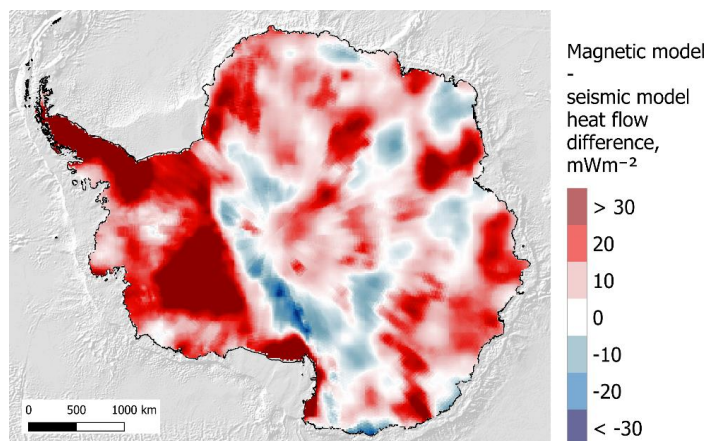 Magnetic model
-
seismic model
heat flow
difference,
mWm⁻²
> 30
20
10
0
-10
-20
< -30
0 500 1000 km